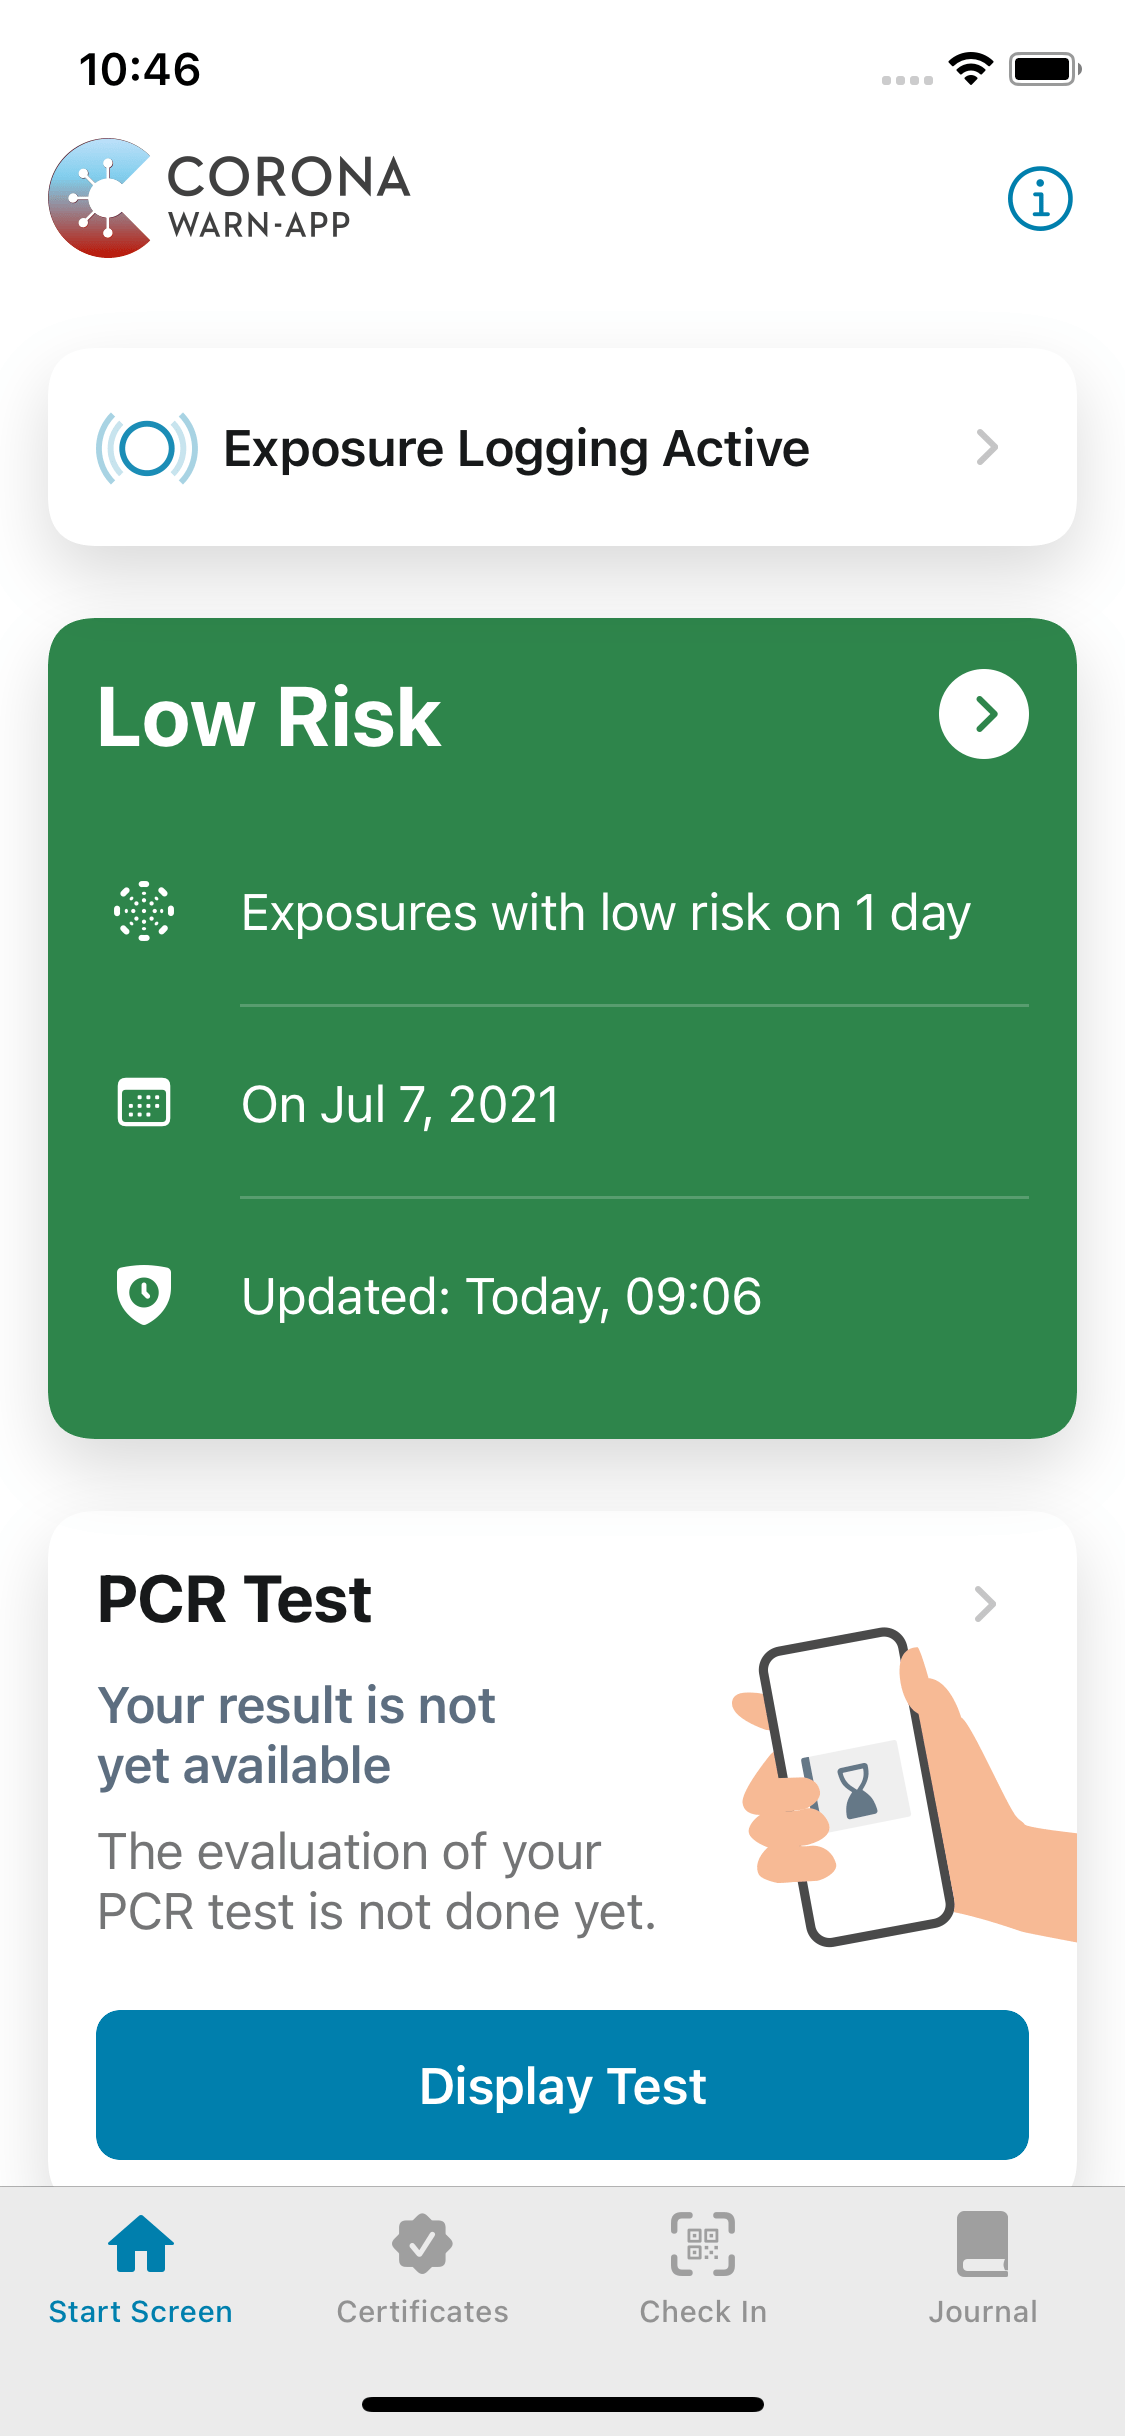 10:46
CORONA
WARN-APP
Exposure Logging Active
Low Risk
Exposures with low risk on 1 day
On Jul 7, 2021
Updated: Today, 09:06
PCR Test
Your result is not
yet available
The evaluation of your
PCR test is not done yet.
Display Test
Start Screen
Certificates
Check In
Journal